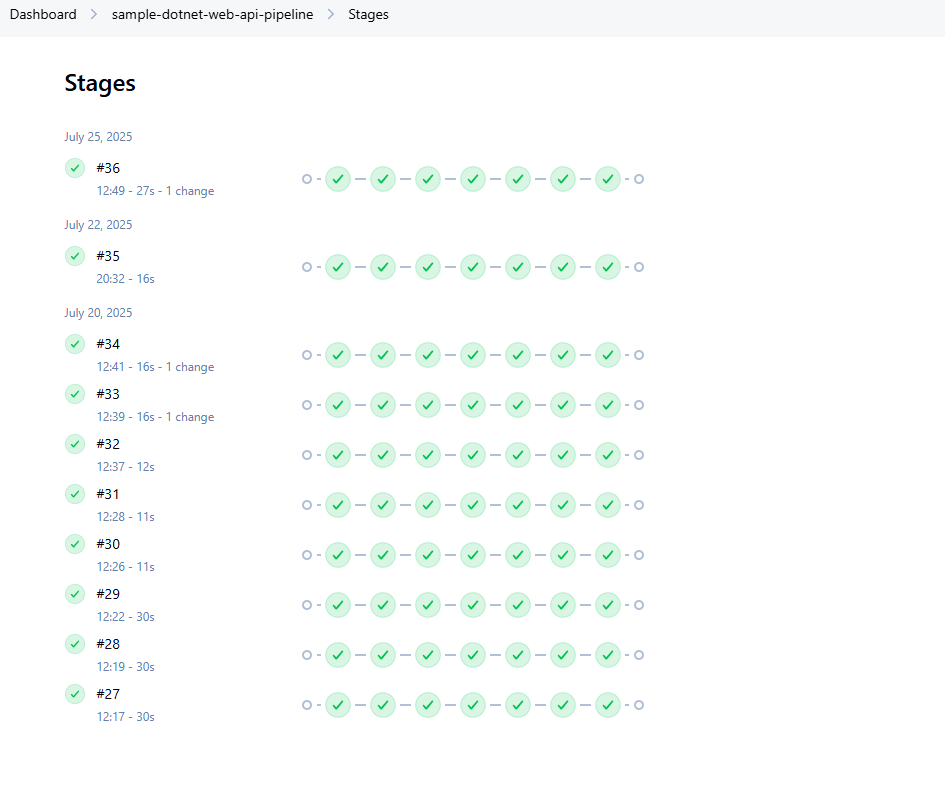 Dashboard > sample-dotnet-web-api-pipeline > Stages
Stages
July 25, 2025
#36
12:49 - 27s - 1 change
July 22, 2025
#35
20:32 - 16s
July 20, 2025
#34
12:41 - 16s - 1 change
#33
12:39 - 16s - 1 change
#32
12:37 - 12s
#31
12:28 - 11s
#30
12:26 - 11s
#29
12:22 - 30s
#28
12:19 - 30s
#27
12:17 - 30s